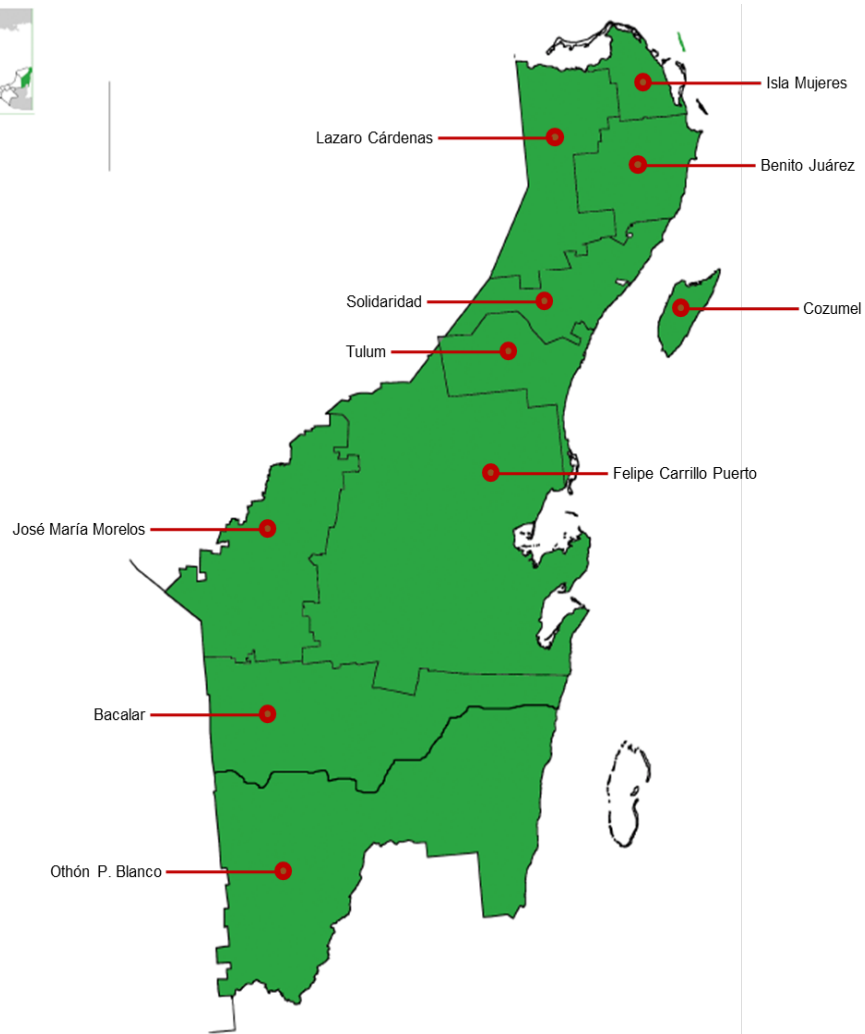 Isla Mujeres
Lazaro Cárdenas
Benito Juárez
Solidaridad
Cozumel
Tulum
Felipe Carrillo Puerto
José María Morelos
Bacalar
Othón P. Blanco